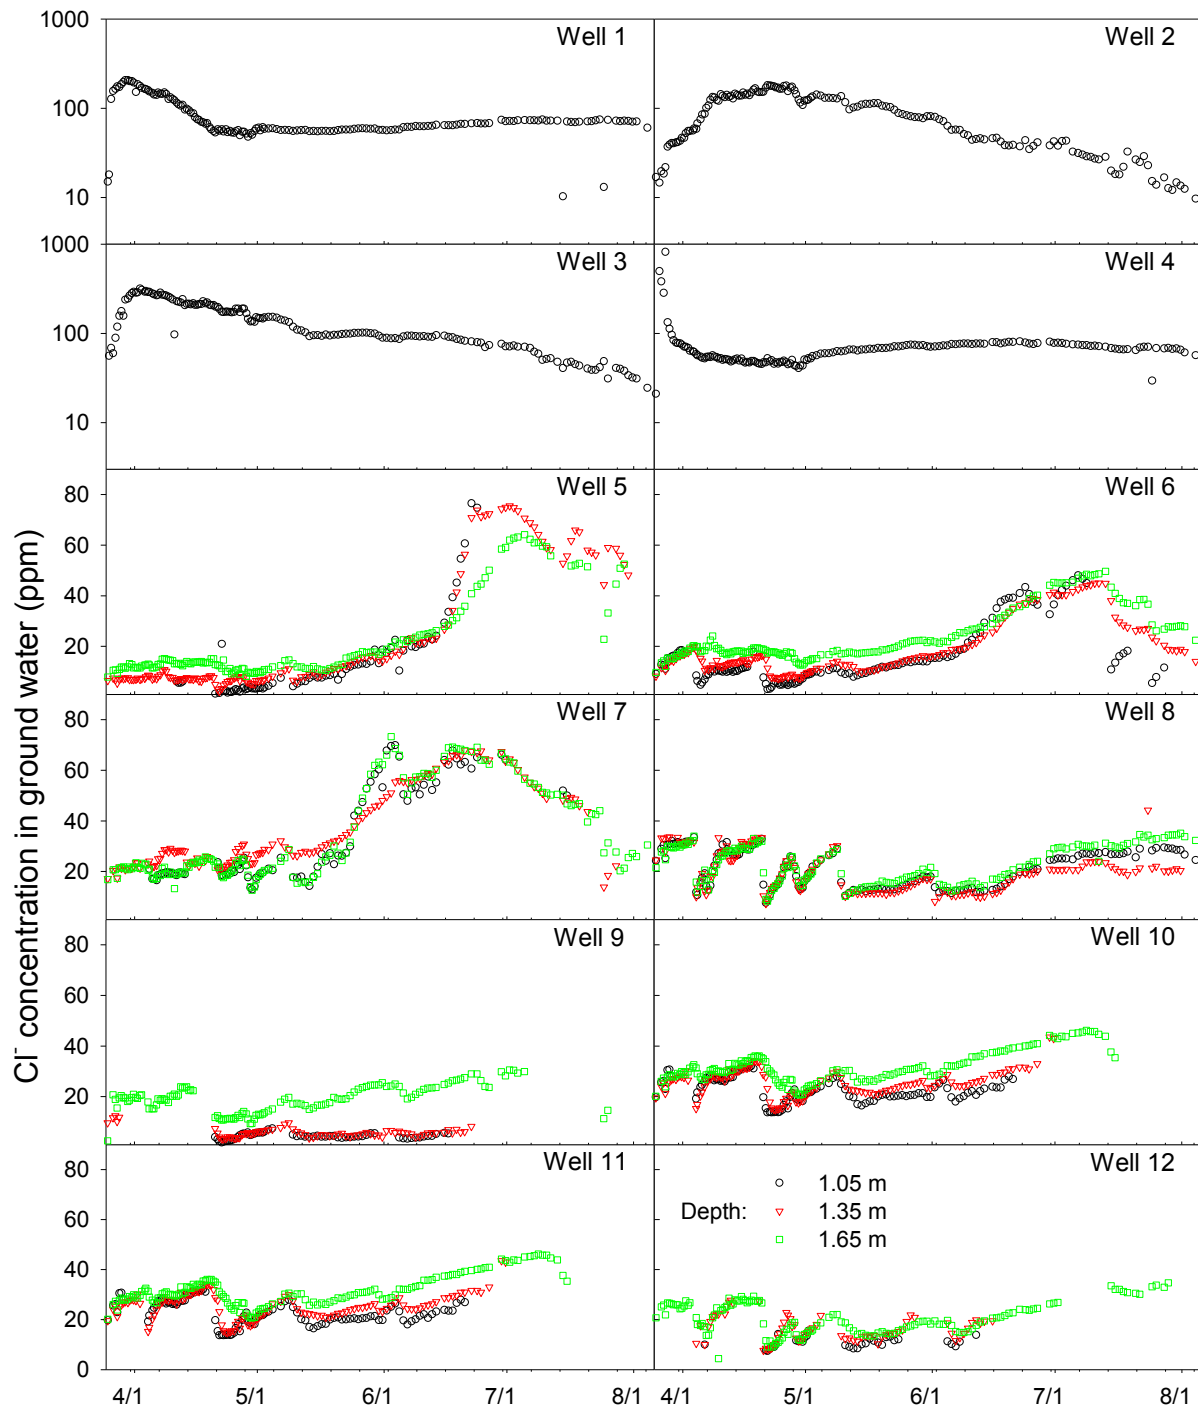 1000
Well 1
Well 2
100
10
1000
Well 3
Well 4
100
10
Well 5
Well 6
80
60
40
20
Well 7
Well 8
80
60
40
20
Well 9
Well 10
80
60
40
20
Well 11
Well 12
80
60
40
20
0
Depth:
1.05 m
1.35 m
1.65 m
4/1 5/1 6/1 7/1 8/1
4/1 5/1 6/1 7/1 8/1
Cl⁻ concentration in ground water (ppm)